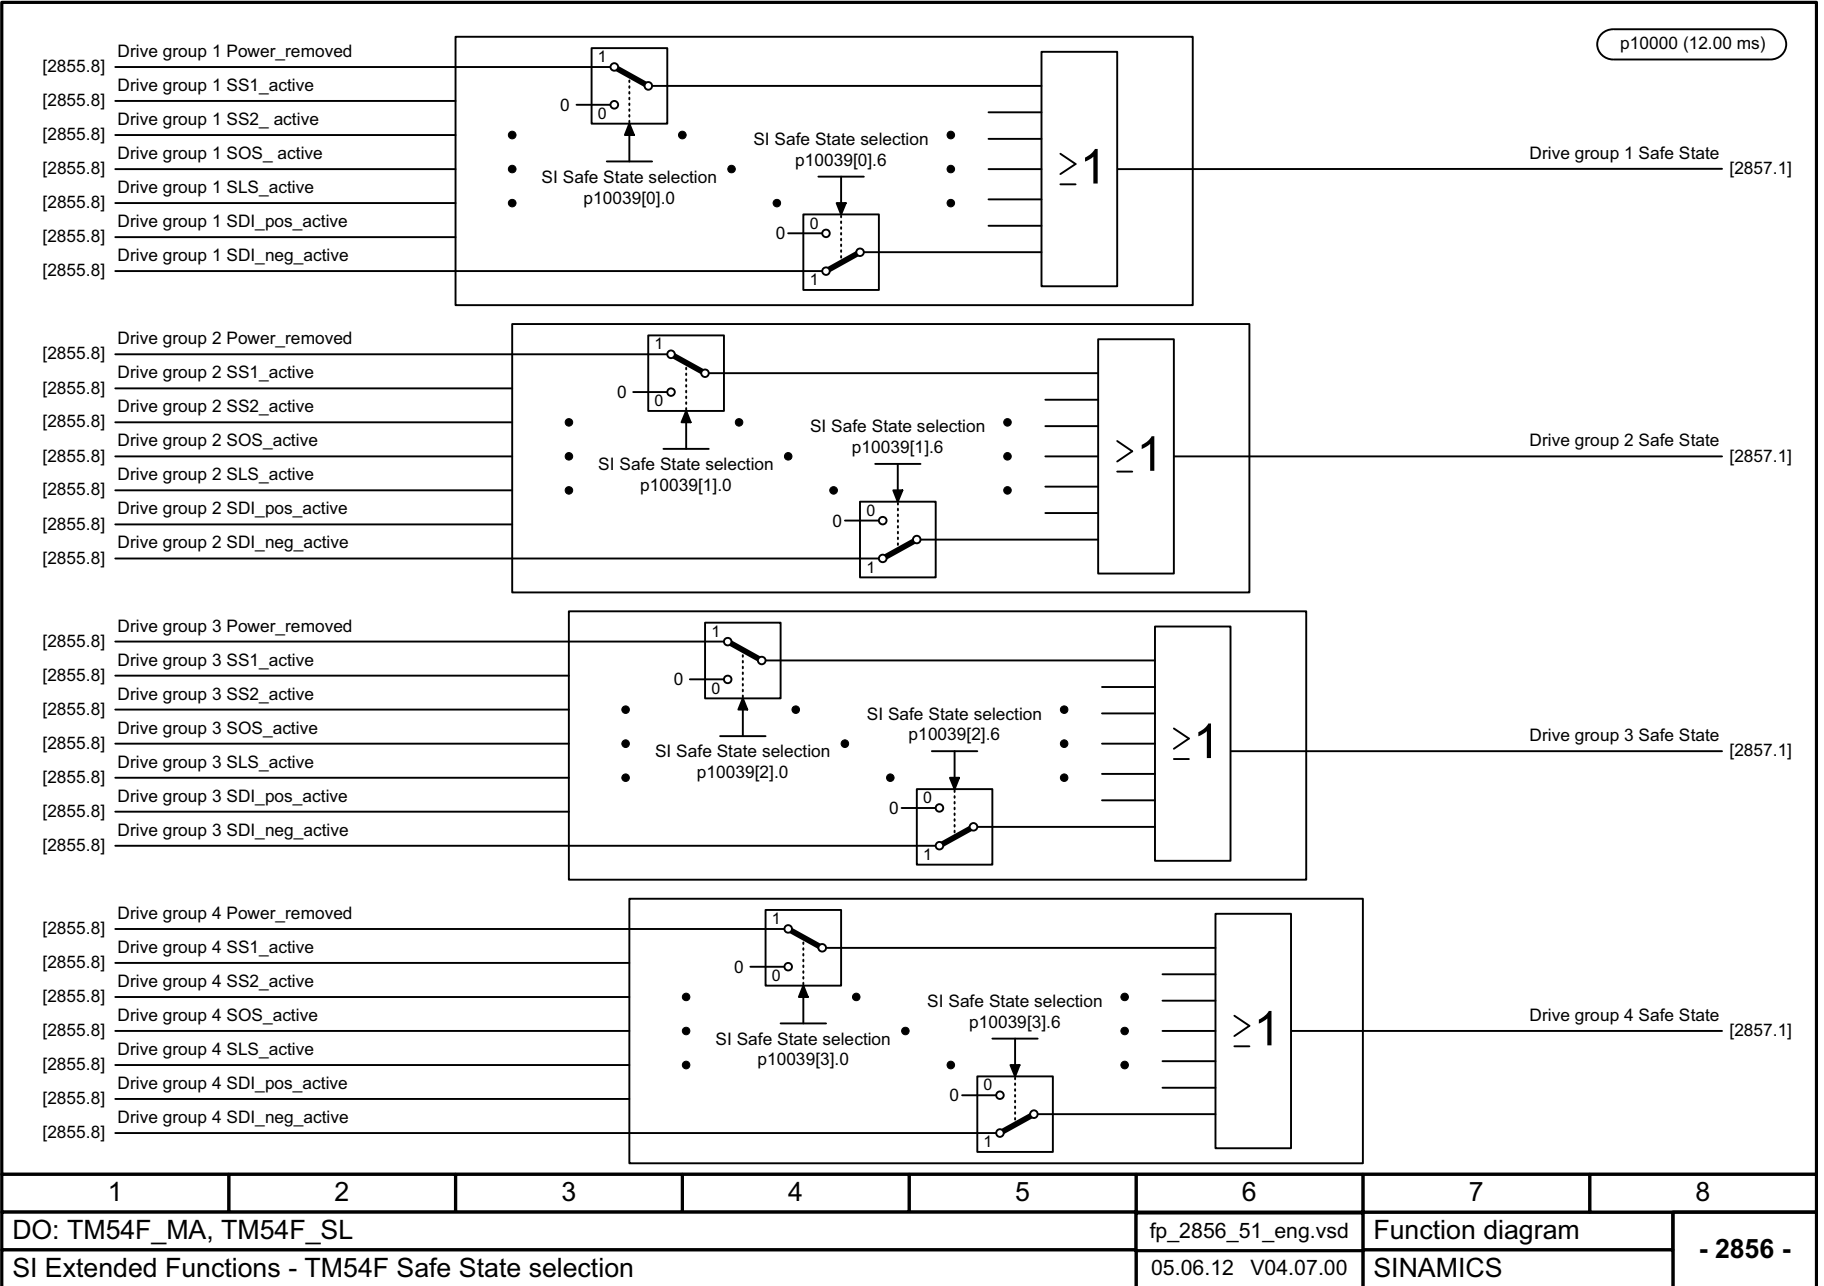 p10000 (12.00 ms)
Drive group 1 Power_removed
[2855.8]
Drive group 1 SS1_active
[2855.8]
Drive group 1 SS2_ active
[2855.8]
Drive group 1 SOS_ active
[2855.8]
Drive group 1 SLS_active
[2855.8]
Drive group 1 SDI_pos_active
[2855.8]
Drive group 1 SDI_neg_active
[2855.8]
1
0
0
SI Safe State selection
p10039[0].0
SI Safe State selection
p10039[0].6
0
0
1
≥1
Drive group 1 Safe State
[2857.1]
Drive group 2 Power_removed
[2855.8]
Drive group 2 SS1_active
[2855.8]
Drive group 2 SS2_active
[2855.8]
Drive group 2 SOS_active
[2855.8]
Drive group 2 SLS_active
[2855.8]
Drive group 2 SDI_pos_active
[2855.8]
Drive group 2 SDI_neg_active
[2855.8]
1
0
0
SI Safe State selection
p10039[1].0
SI Safe State selection
p10039[1].6
0
0
1
≥1
Drive group 2 Safe State
[2857.1]
Drive group 3 Power_removed
[2855.8]
Drive group 3 SS1_active
[2855.8]
Drive group 3 SS2_active
[2855.8]
Drive group 3 SOS_active
[2855.8]
Drive group 3 SLS_active
[2855.8]
Drive group 3 SDI_pos_active
[2855.8]
Drive group 3 SDI_neg_active
[2855.8]
1
0
0
SI Safe State selection
p10039[2].0
SI Safe State selection
p10039[2].6
0
0
1
≥1
Drive group 3 Safe State
[2857.1]
Drive group 4 Power_removed
[2855.8]
Drive group 4 SS1_active
[2855.8]
Drive group 4 SS2_active
[2855.8]
Drive group 4 SOS_active
[2855.8]
Drive group 4 SLS_active
[2855.8]
Drive group 4 SDI_pos_active
[2855.8]
Drive group 4 SDI_neg_active
[2855.8]
1
0
0
SI Safe State selection
p10039[3].0
SI Safe State selection
p10039[3].6
0
0
1
≥1
Drive group 4 Safe State
[2857.1]
1 2 3 4 5 6 7 8
DO: TM54F_MA, TM54F_SL
fp_2856_51_eng.vsd
Function diagram
- 2856 -
SI Extended Functions - TM54F Safe State selection
05.06.12 V04.07.00
SINAMICS